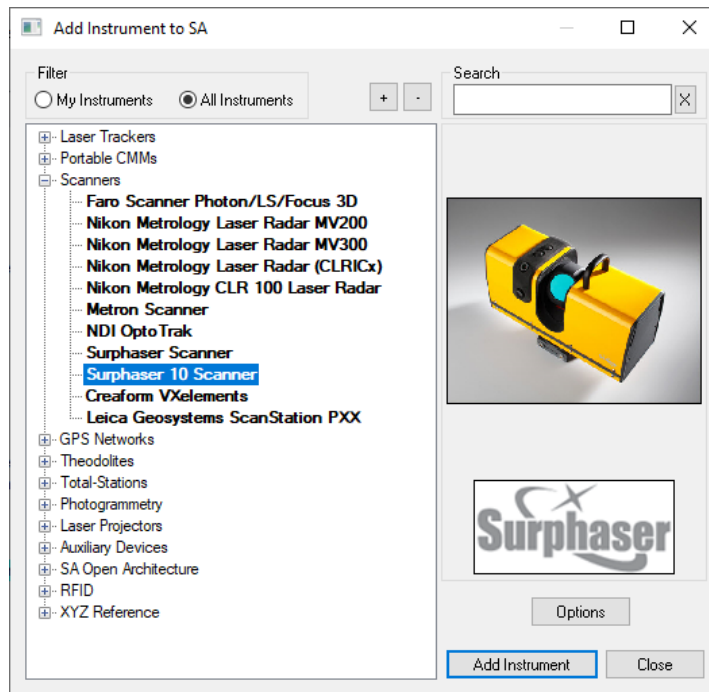 Add Instrument to SA
Filter
My Instruments
All Instruments
+
-
Search
X
Laser Trackers
Portable CMMs
Scanners
Faro Scanner Photon/LS/Focus 3D
Nikon Metrology Laser Radar MV200
Nikon Metrology Laser Radar MV300
Nikon Metrology Laser Radar (CLRICx)
Nikon Metrology CLR 100 Laser Radar
Metron Scanner
NDI OptoTrak
Surphaser Scanner
Surphaser 10 Scanner
Creaform VXelements
Leica Geosystems ScanStation PXX
GPS Networks
Theodolites
Total-Stations
Photogrammetry
Laser Projectors
Auxiliary Devices
SA Open Architecture
RFID
XYZ Reference
Surphaser
Options
Add Instrument
Close